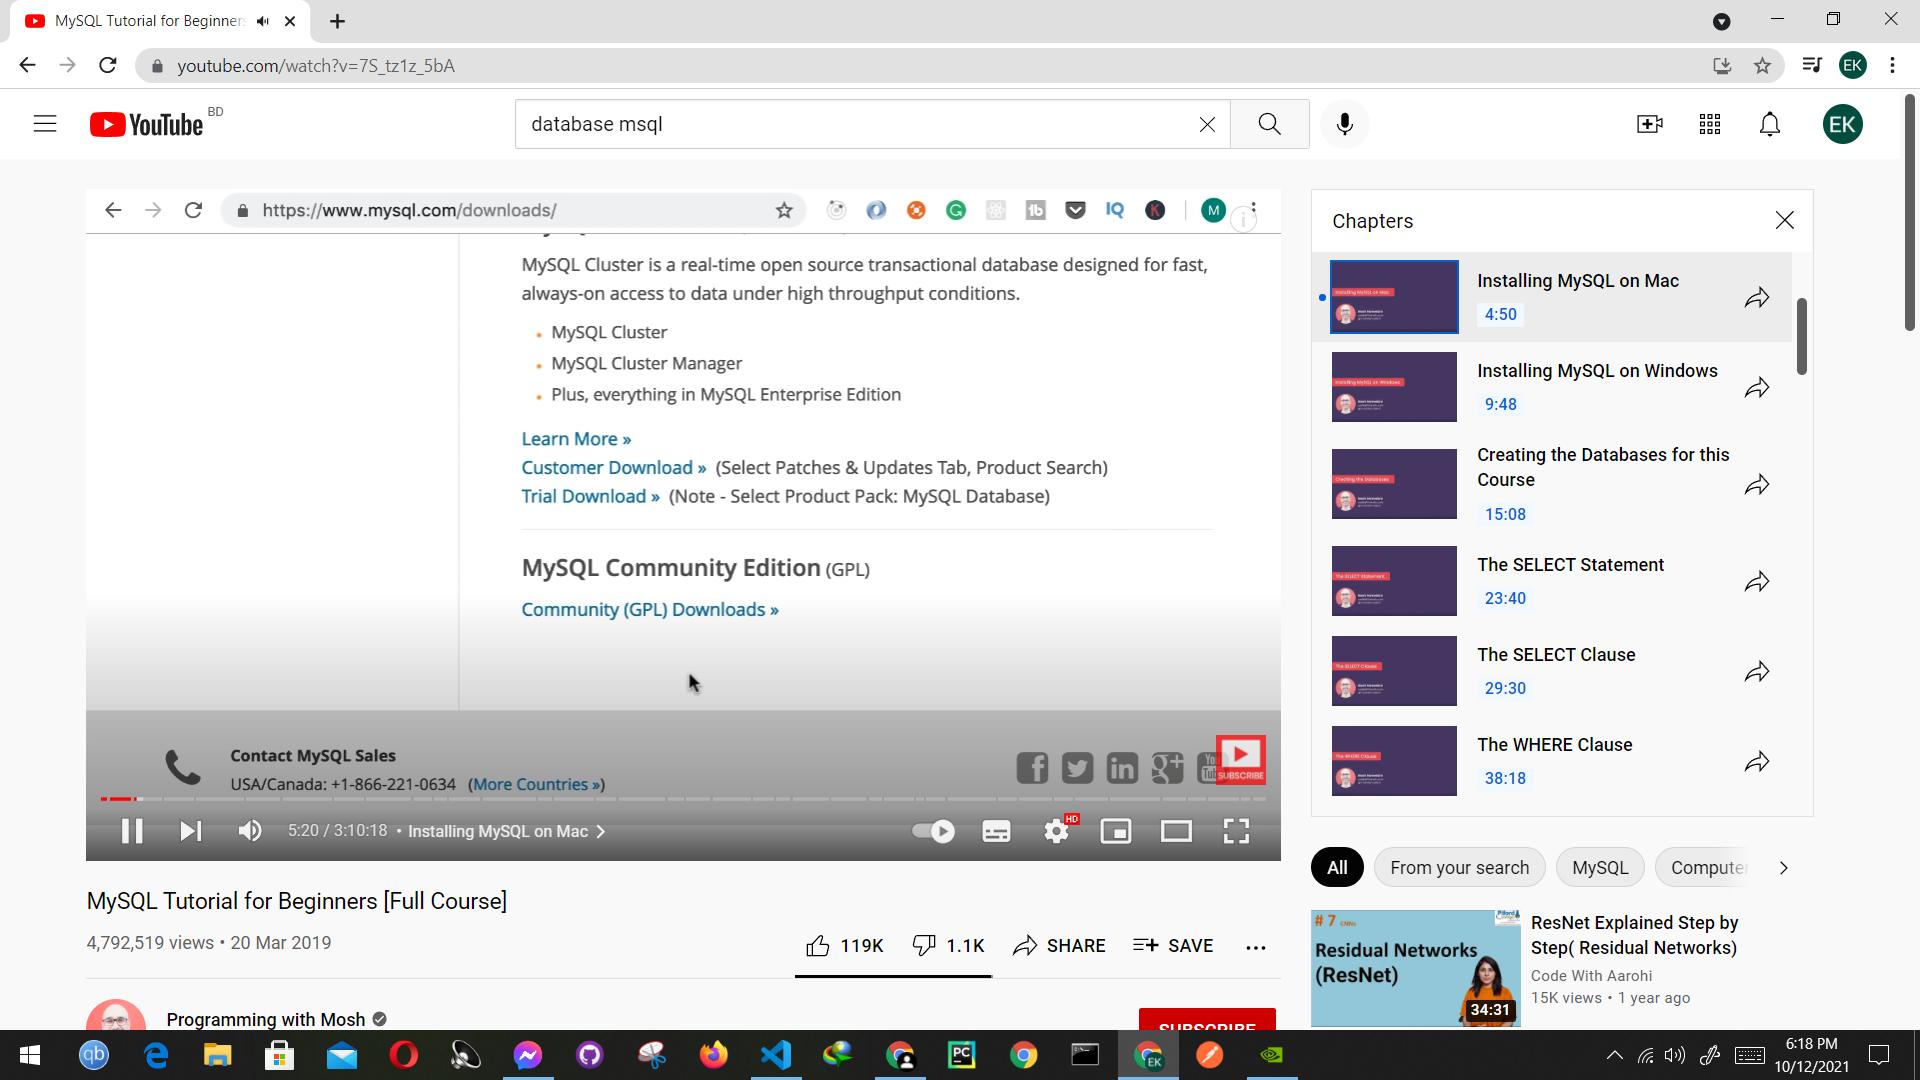 MySQL Tutorial for Beginners
youtube.com/watch?v=7S_tz1z_5bA
EK
YouTube BD
database msql
EK
https://www.mysql.com/downloads/
MySQL Cluster is a real-time open source transactional database designed for fast,
always-on access to data under high throughput conditions.
MySQL Cluster
MySQL Cluster Manager
Plus, everything in MySQL Enterprise Edition
Learn More »
Customer Download » (Select Patches & Updates Tab, Product Search)
Trial Download » (Note - Select Product Pack: MySQL Database)
MySQL Community Edition (GPL)
Community (GPL) Downloads »
Contact MySQL Sales
USA/Canada: +1-866-221-0634 (More Countries »)
SUBSCRIBE
5:20 / 3:10:18 • Installing MySQL on Mac
HD
MySQL Tutorial for Beginners [Full Course]
4,792,519 views • 20 Mar 2019
119K
1.1K
SHARE
SAVE
Programming with Mosh
SUBSCRIBE
Chapters
Installing MySQL on Mac
4:50
Installing MySQL on Windows
9:48
Creating the Databases for this
Course
15:08
The SELECT Statement
23:40
The SELECT Clause
29:30
The WHERE Clause
38:18
All
From your search
MySQL
Computer
# 7 CNNs
Residual Networks
(ResNet)
34:31
ResNet Explained Step by
Step( Residual Networks)
Code With Aarohi
15K views • 1 year ago
6:18 PM
10/12/2021